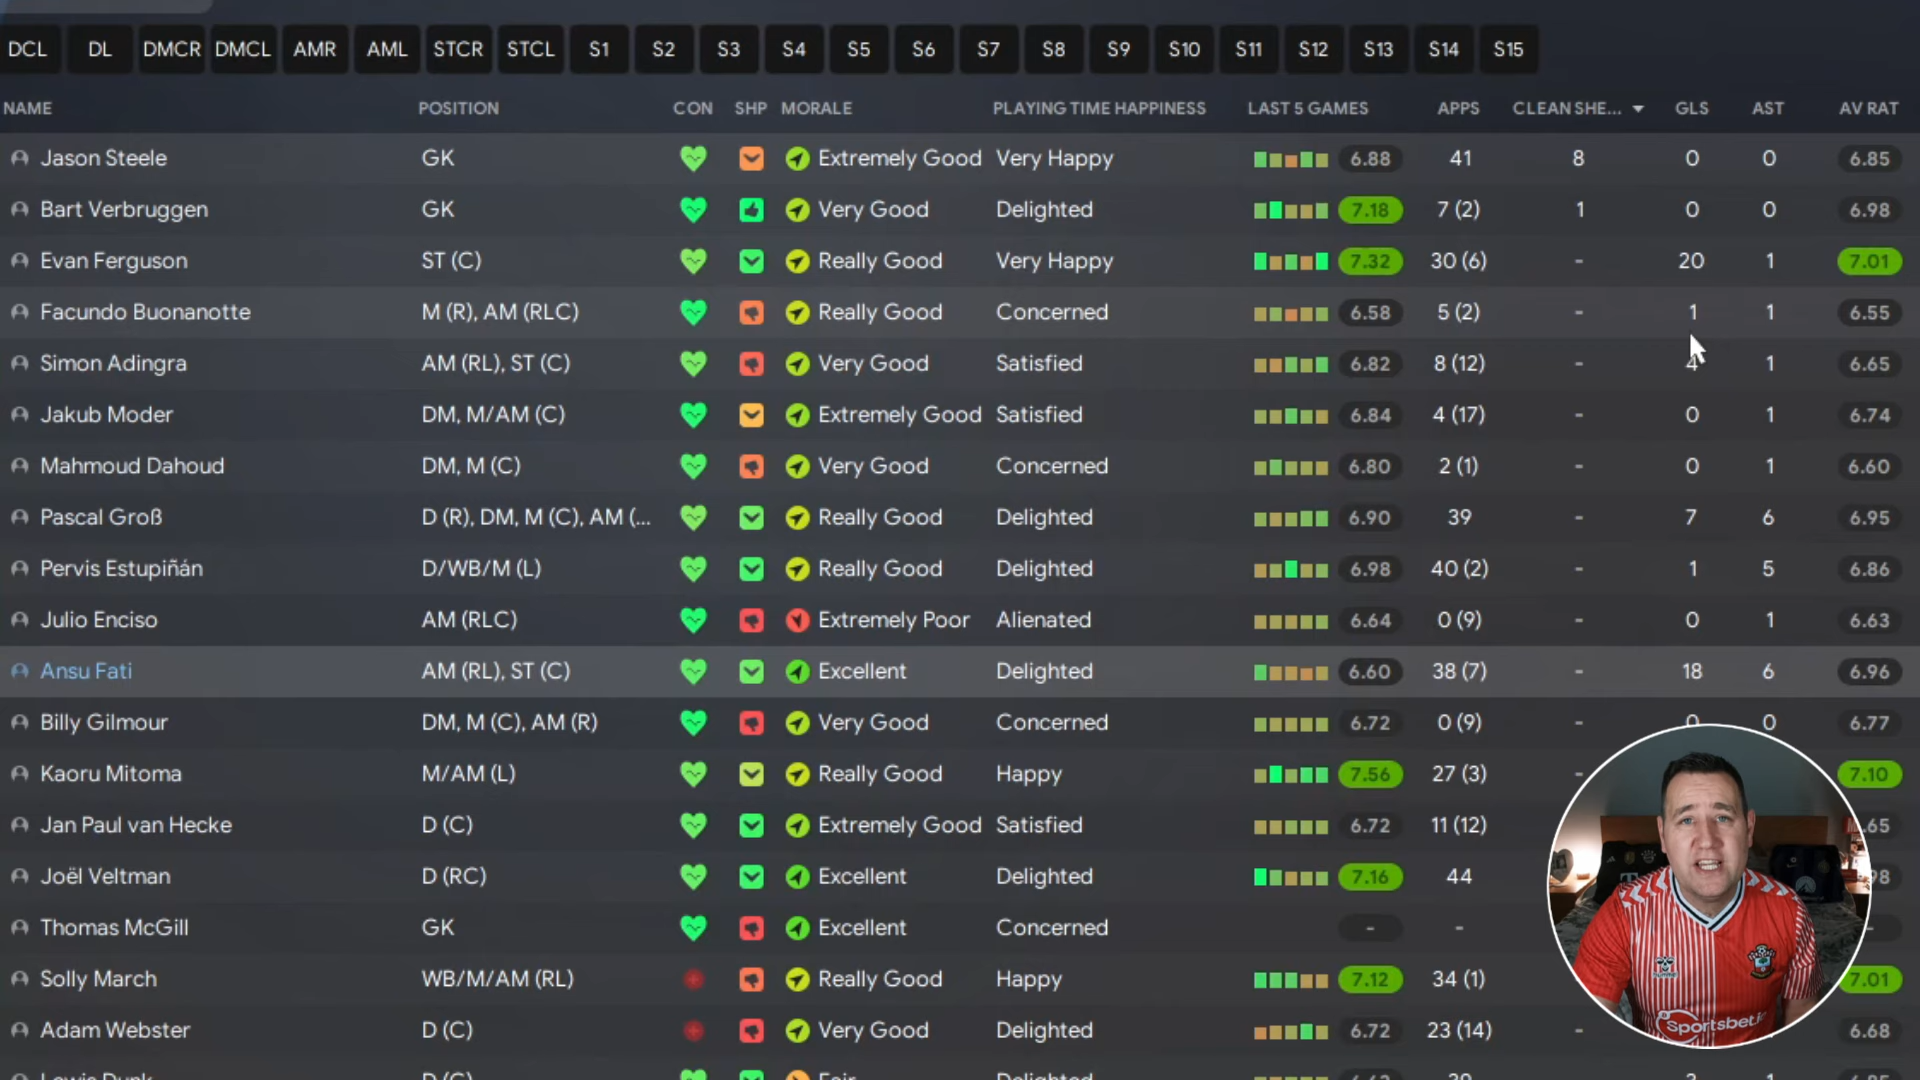 DCL DL DMCR DMCL AMR AML STCR STCL S1 S2 S3 S4 S5 S6 S7 S8 S9 S10 S11 S12 S13 S14 S15
NAME POSITION CON SHP MORALE PLAYING TIME HAPPINESS LAST 5 GAMES APPS CLEAN SHE... GLS AST AV RAT
Jason Steele GK Extremely Good Very Happy 6.88 41 8 0 0 6.85
Bart Verbruggen GK Very Good Delighted 7.18 7 (2) 1 0 0 6.98
Evan Ferguson ST (C) Really Good Very Happy 7.32 30 (6) - 20 1 7.01
Facundo Buonanotte M (R), AM (RLC) Really Good Concerned 6.58 5 (2) - 1 1 6.55
Simon Adingra AM (RL), ST (C) Very Good Satisfied 6.82 8 (12) - 4 1 6.65
Jakub Moder DM, M/AM (C) Extremely Good Satisfied 6.84 4 (17) - 0 1 6.74
Mahmoud Dahoud DM, M (C) Very Good Concerned 6.80 2 (1) - 0 1 6.60
Pascal Groß D (R), DM, M (C), AM (... Really Good Delighted 6.90 39 - 7 6 6.95
Pervis Estupiñán D/WB/M (L) Really Good Delighted 6.98 40 (2) - 1 5 6.86
Julio Enciso AM (RLC) Extremely Poor Alienated 6.64 0 (9) - 0 1 6.63
Ansu Fati AM (RL), ST (C) Excellent Delighted 6.60 38 (7) - 18 6 6.96
Billy Gilmour DM, M (C), AM (R) Very Good Concerned 6.72 0 (9) - 0 0 6.77
Kaoru Mitoma M/AM (L) Really Good Happy 7.56 27 (3) - 7.10
Jan Paul van Hecke D (C) Extremely Good Satisfied 6.72 11 (12) - .65
Joël Veltman D (RC) Excellent Delighted 7.16 44 - 98
Thomas McGill GK Excellent Concerned - - - -
Solly March WB/M/AM (RL) Really Good Happy 7.12 34 (1) - 7.01
Adam Webster D (C) Very Good Delighted 6.72 23 (14) - 6.68
Lewis Dunk D (C) Fair Delighted
Sportsbet.i